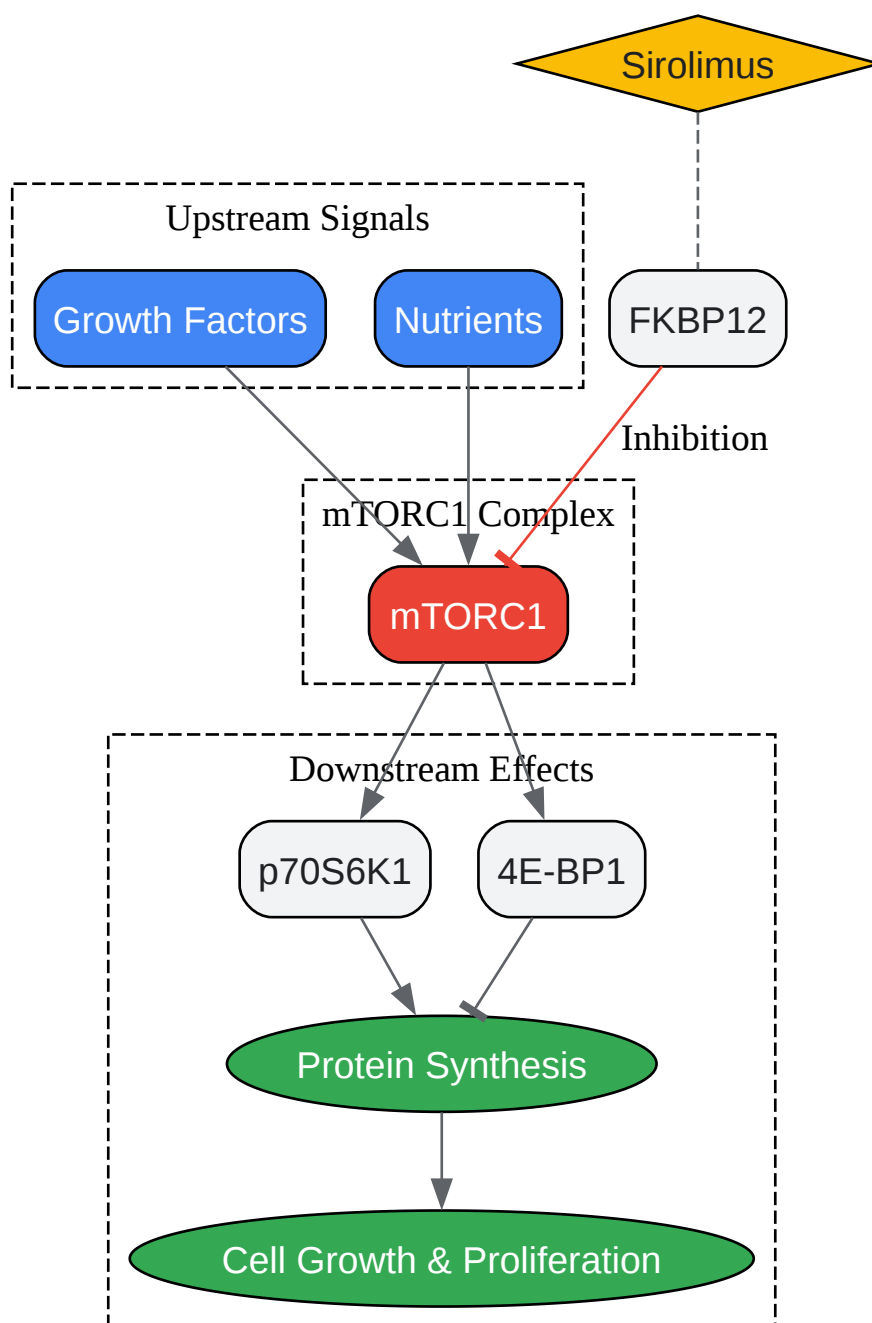 Sirolimus
Upstream Signals
Growth Factors
Nutrients
FKBP12
Inhibition
mTORC1 Complex
mTORC1
Downstream Effects
p70S6K1
4E-BP1
Protein Synthesis
Cell Growth & Proliferation